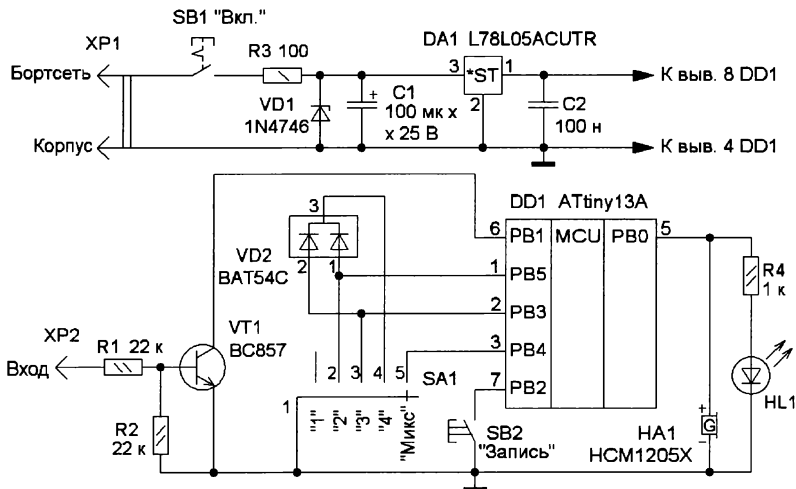 SB1 "Вкл."
XP1
R3 100
DA1 L78L05ACUTR
Бортсеть
3
*ST
1
К выв. 8 DD1
2
VD1
1N4746
+
C1
100 мк х
х 25 В
C2
100 н
Корпус
К выв. 4 DD1
DD1 ATtiny13A
3
VD2
BAT54C
2
1
6
PB1
MCU
PB0
5
1
PB5
2
PB3
3
PB4
7
PB2
R4
1 к
HL1
XP2
Вход
R1 22 к
VT1
BC857
R2
22 к
2
3
4
5
SA1
1
"1"
"2"
"3"
"4"
"Микс"
SB2
"Запись"
+
G
–
HA1
HCM1205X